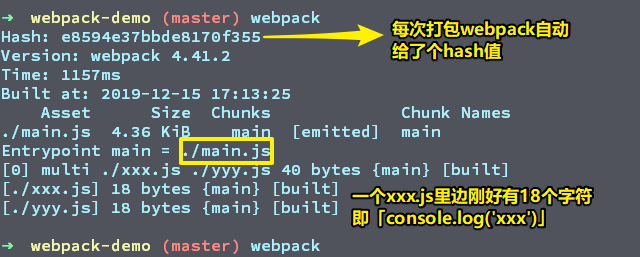 → webpack-demo (master) webpack
Hash: e8594e37bbde8170f355
每次打包webpack自动
给了个hash值
Version: webpack 4.41.2
Time: 1157ms
Built at: 2019-12-15 17:13:25
Asset Size Chunks Chunk Names
./main.js 4.36 KiB main [emitted] main
Entrypoint main = ./main.js
[0] multi ./xxx.js ./yyy.js 40 bytes {main} [built]
[./xxx.js] 18 bytes {main} [built]
[./yyy.js] 18 bytes {main} [built]
一个xxx.js里边刚好有18个字符
即「console.log('xxx')」
→ webpack-demo (master) webpack